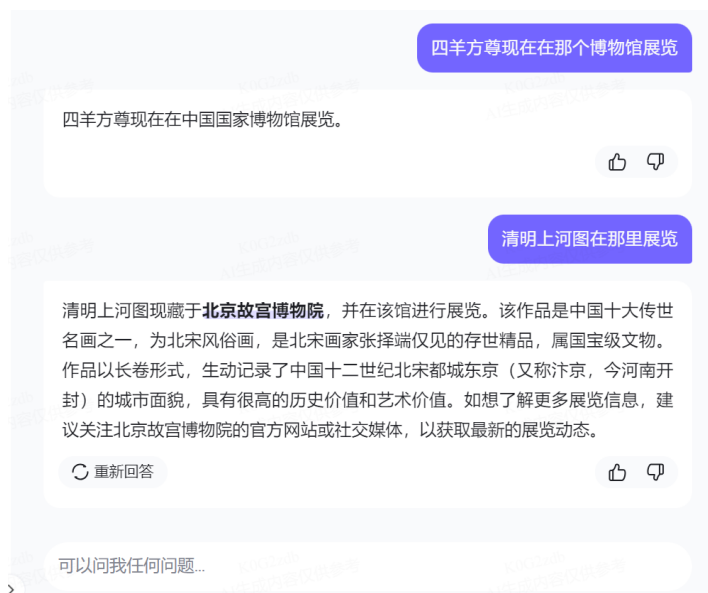 四羊方尊现在在那个博物馆展览
四羊方尊现在在中国国家博物馆展览。
清明上河图在那里展览
清明上河图现藏于北京故宫博物院，并在该馆进行展览。该作品是中国十大传世
名画之一，为北宋风俗画，是北宋画家张择端仅见的存世精品，属国宝级文物。
作品以长卷形式，生动记录了中国十二世纪北宋都城东京（又称汴京，今河南开
封）的城市面貌，具有很高的历史价值和艺术价值。如想了解更多展览信息，建
议关注北京故宫博物院的官方网站或社交媒体，以获取最新的展览动态。
重新回答
可以问我任何问题...